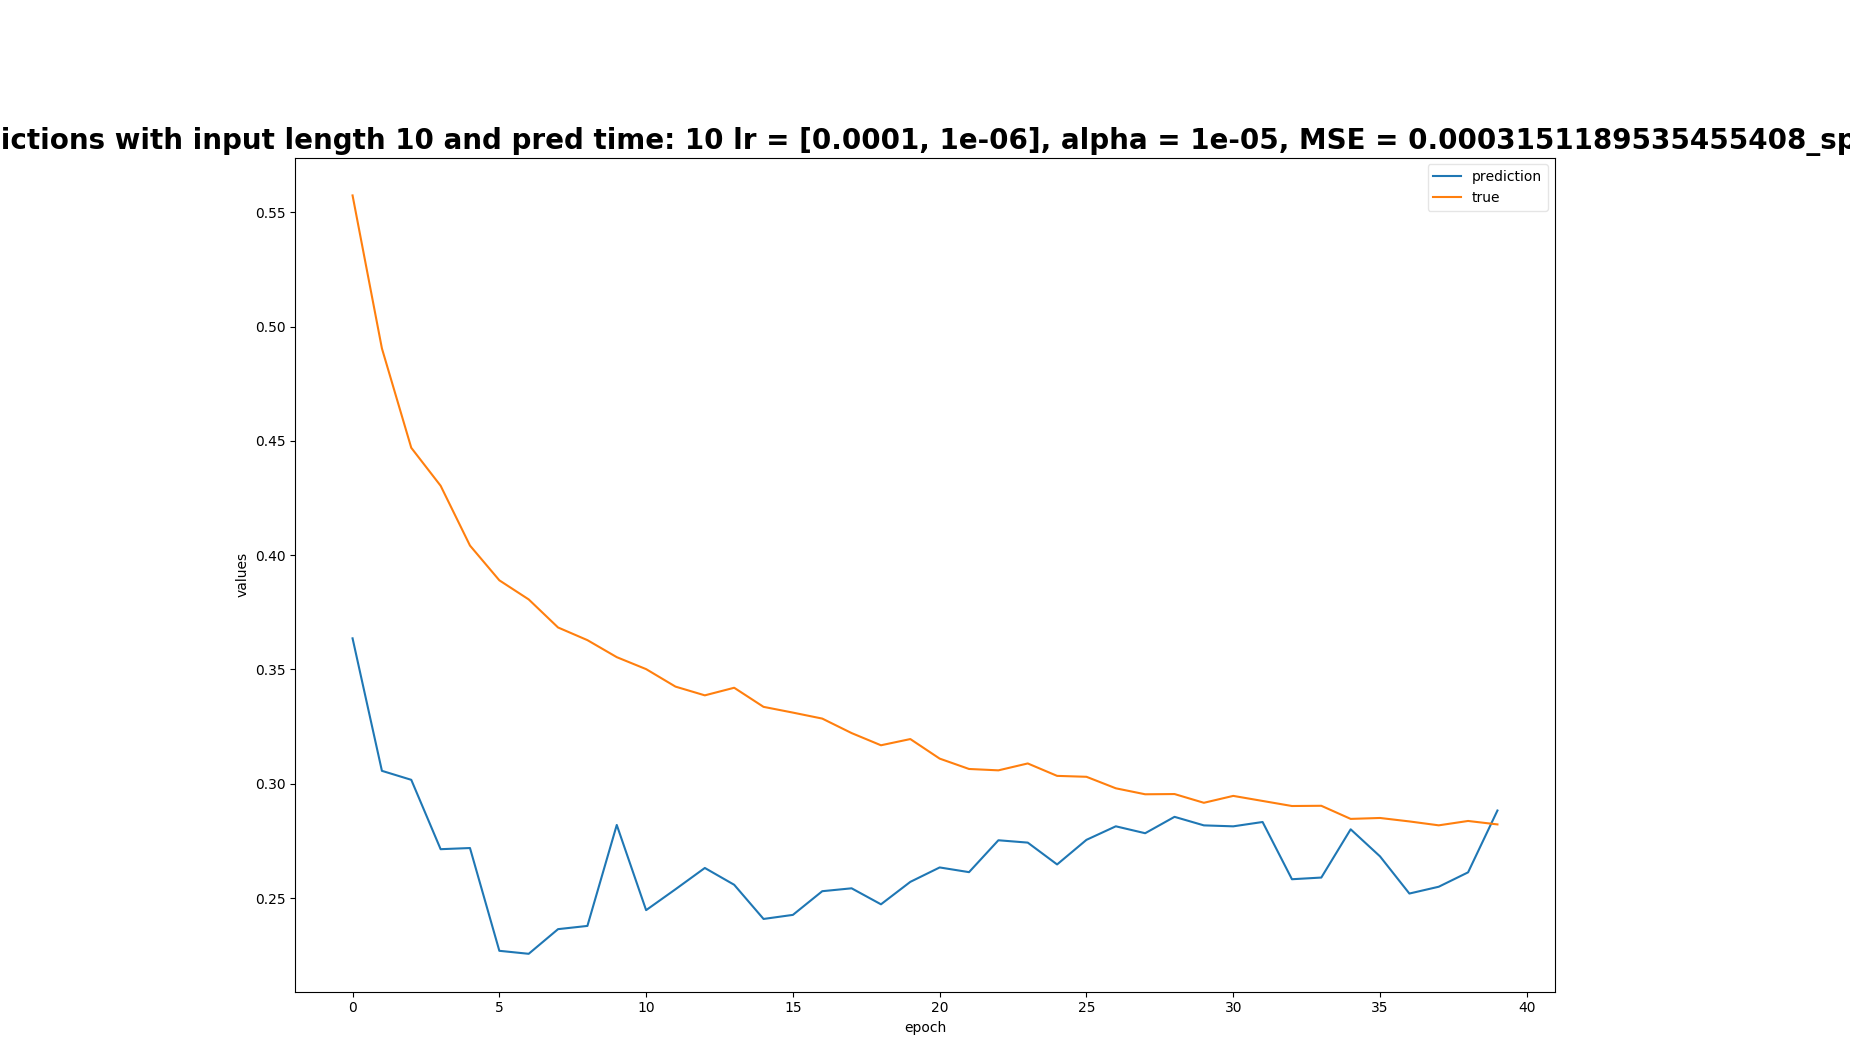 ictions with input length 10 and pred time: 10 lr = [0.0001, 1e-06], alpha = 1e-05, MSE = 0.0003151189535455408_sp
prediction
true
0.55
0.50
0.45
0.40
0.35
0.30
0.25
values
0 5 10 15 20 25 30 35 40
epoch